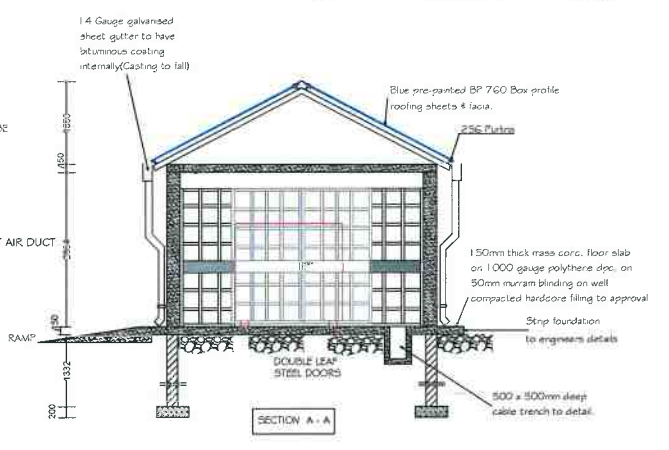 14 Gauge galvanised
sheet gutter to have
bituminous coating
internally(Casting to fall)
Blue pre-painted BP 760 Box profile
roofing sheets & facia.
256 Purlins
150
AIR DUCT
150mm thick mass conc. floor slab
on 1000 gauge polythene dpc. on
50mm murram blinding on well
compacted hardcore filling to approval
150
Strip foundation
to engineers details
RAMP
DOUBLE LEAF
STEEL DOORS
1332
500 x 500mm deep
cable trench to detail.
200
SECTION A - A